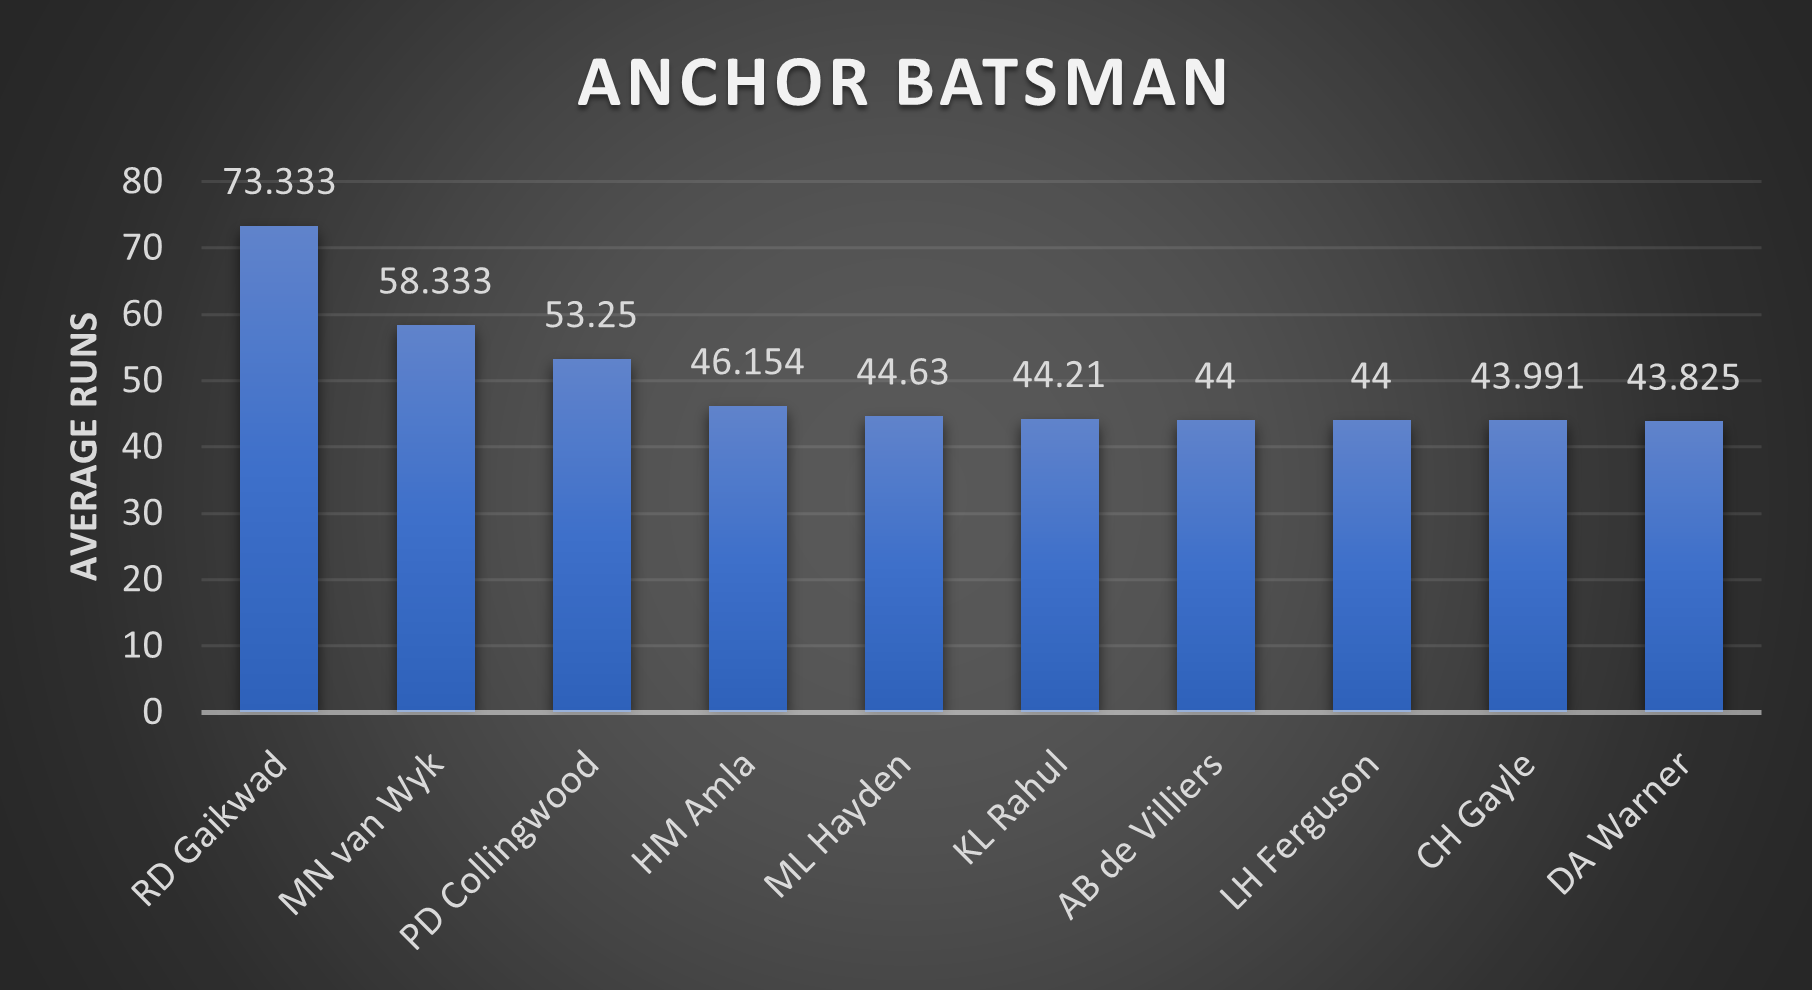 ANCHOR BATSMAN
AVERAGE RUNS
80
70
60
50
40
30
20
10
0
73.333
58.333
53.25
46.154
44.63
44.21
44
44
43.991
43.825
RD Gaikwad
MN van Wyk
PD Collingwood
HM Amla
ML Hayden
KL Rahul
AB de Villiers
LH Ferguson
CH Gayle
DA Warner